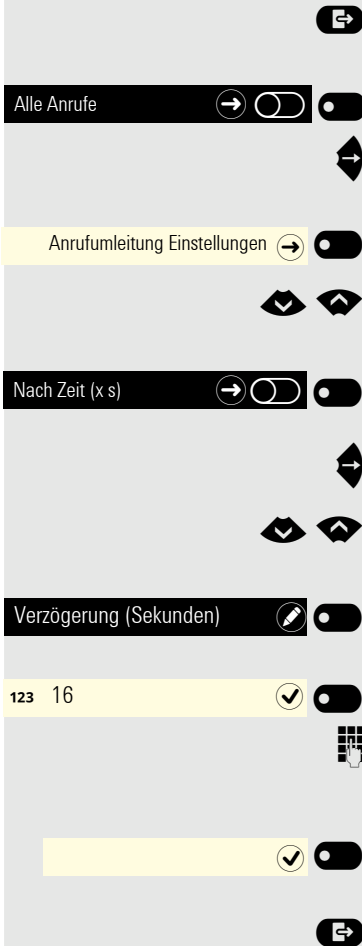 Alle Anrufe
Anrufumleitung Einstellungen
Nach Zeit (x s)
Verzögerung (Sekunden)
123 16